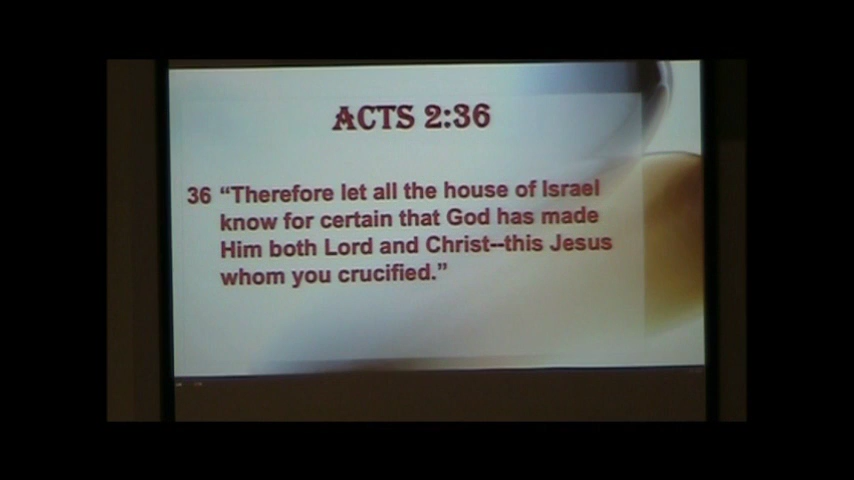 ACTS 2:36
36 “Therefore let all the house of Israel
know for certain that God has made
Him both Lord and Christ--this Jesus
whom you crucified.”